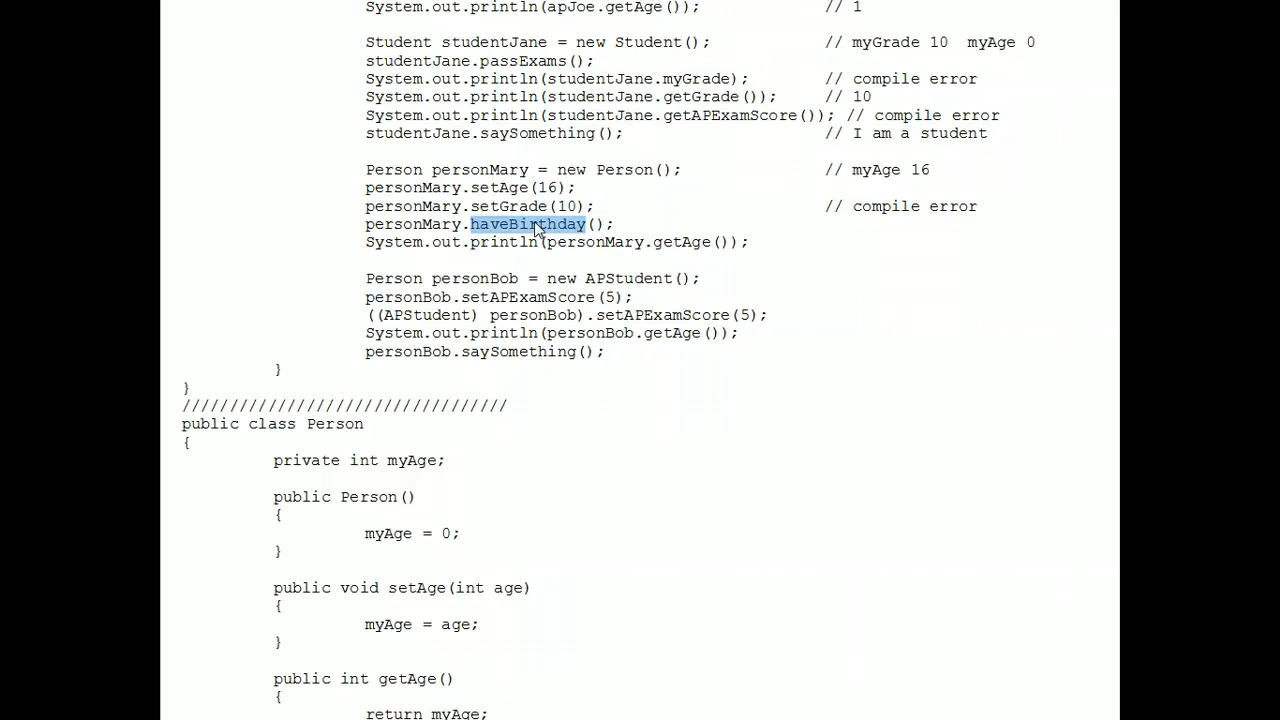 System.out.println(apJoe.getAge()); // 1
Student studentJane = new Student(); // myGrade 10 myAge 0
studentJane.passExams();
System.out.println(studentJane.myGrade); // compile error
System.out.println(studentJane.getGrade()); // 10
System.out.println(studentJane.getAPExamScore()); // compile error
studentJane.saySomething(); // I am a student
Person personMary = new Person(); // myAge 16
personMary.setAge(16);
personMary.setGrade(10); // compile error
personMary.haveBirthday();
System.out.println(personMary.getAge());
Person personBob = new APStudent();
personBob.setAPExamScore(5);
((APStudent) personBob).setAPExamScore(5);
System.out.println(personBob.getAge());
personBob.saySomething();
}
}
///////////////////////////////////
public class Person
{
private int myAge;
public Person()
{
myAge = 0;
}
public void setAge(int age)
{
myAge = age;
}
public int getAge()
{
return myAge;